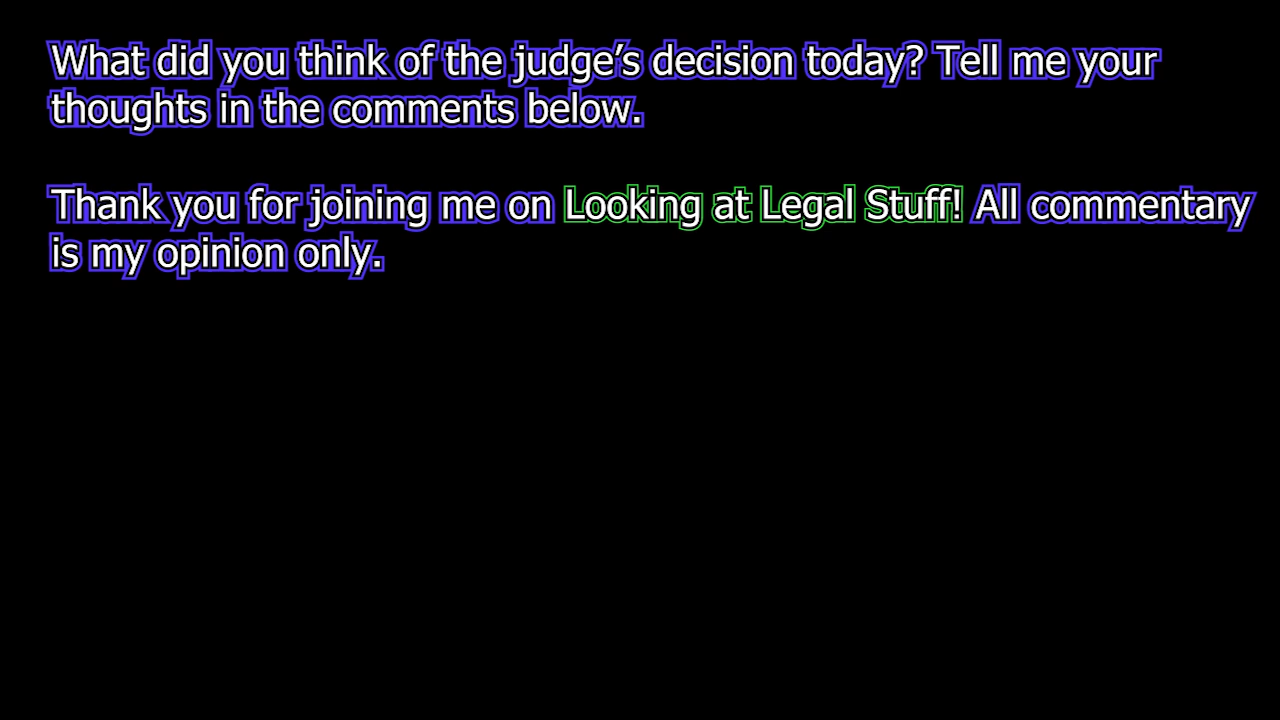 What did you think of the judge’s decision today? Tell me your
thoughts in the comments below.
Thank you for joining me on Looking at Legal Stuff! All commentary
is my opinion only.